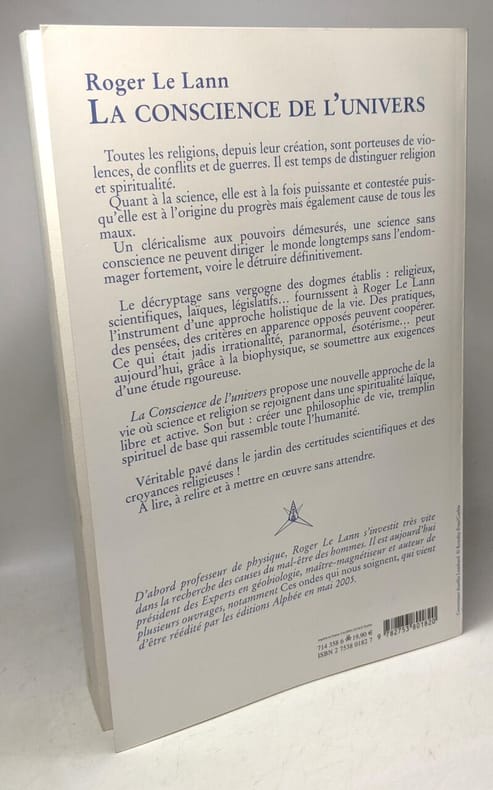 Roger Le Lann
LA CONSCIENCE DE L'UNIVERS
Toutes les religions, depuis leur création, sont porteuses de vio-
lences, de conflits et de guerres. Il est temps de distinguer religion
et spiritualité.
Quant à la science, elle est à la fois puissante et contestée puis-
qu'elle est à l'origine du progrès mais également cause de tous les
maux.
Un cléricalisme aux pouvoirs démesurés, une science sans
conscience ne peuvent diriger le monde longtemps sans l'endom-
mager fortement, voire le détruire définitivement.
Le décryptage sans vergogne des dogmes établis : religieux,
scientifiques, laïques, législatifs... fournissent à Roger Le Lann
l'instrument d'une approche holistique de la vie. Des pratiques,
des pensées, des critères en apparence opposés peuvent coopérer.
Ce qui était jadis irrationalité, paranormal, ésotérisme... peut
aujourd'hui, grâce à la biophysique, se soumettre aux exigences
d'une étude rigoureuse.
La Conscience de l'univers propose une nouvelle approche de la
vie où science et religion se rejoignent dans une spiritualité laïque,
libre et active. Son but : créer une philosophie de vie, tremplin
spirituel de base qui rassemble toute l'humanité.
Véritable pavé dans le jardin des certitudes scientifiques et des
croyances religieuses !
À lire, à relire et à mettre en œuvre sans attendre.
D'abord professeur de physique, Roger Le Lann s'investit très vite
dans la recherche des causes du mal-être des hommes. Il est aujourd'hui
président des Experts en géobiologie, maître-magnétiseur et auteur de
plusieurs ouvrages, notamment Ces ondes qui nous soignent, qui vient
d'être réédité par les éditions Alphée en mai 2005.
714 358 6 19,90 €
ISBN 2 7538 0182 7
9 782753 801820